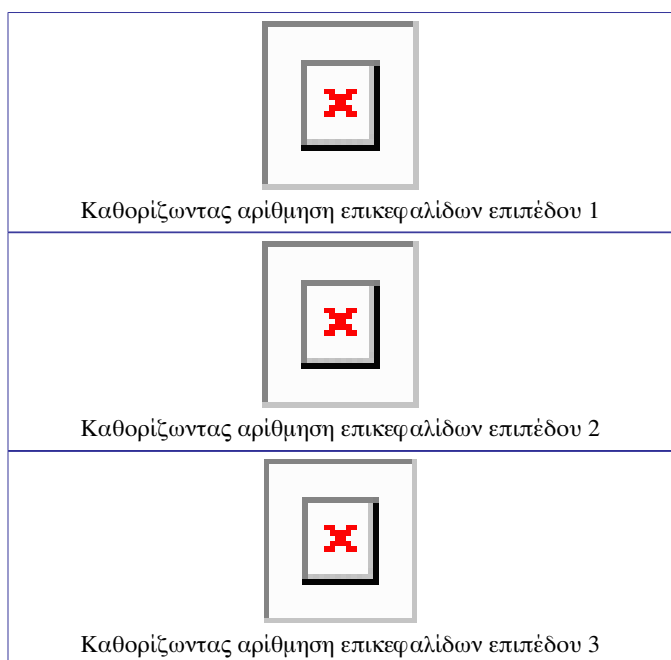 Καθορίζωντας αρίθμηση επικεφαλίδων επιπέδου 1
Καθορίζωντας αρίθμηση επικεφαλίδων επιπέδου 2
Καθορίζωντας αρίθμηση επικεφαλίδων επιπέδου 3